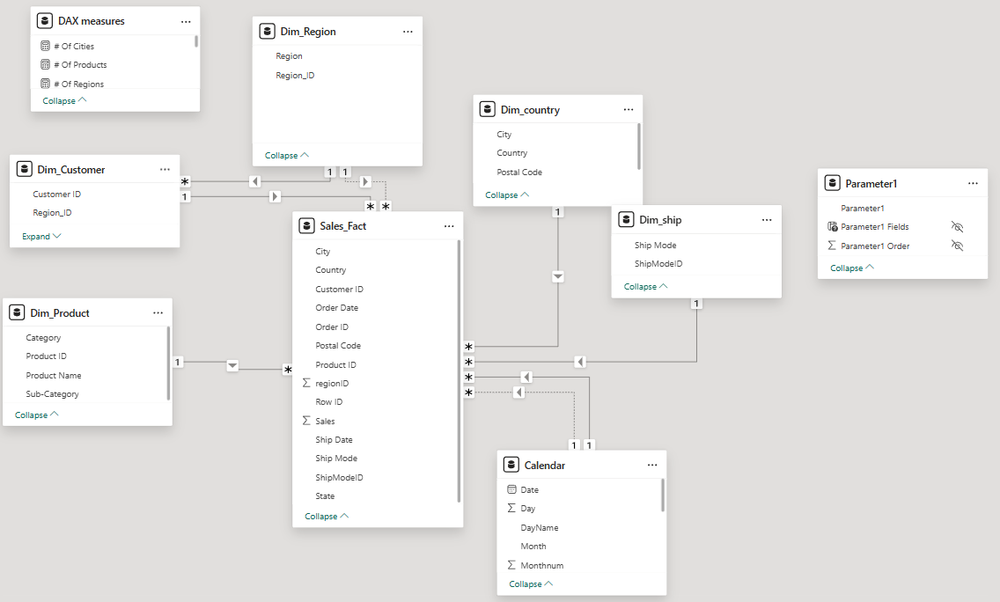 DAX measures
# Of Cities
# Of Products
# Of Regions
Collapse
Dim_Region
Region
Region_ID
Collapse
Dim_country
City
Country
Postal Code
Collapse
Dim_Customer
Customer ID
Region_ID
Expand
1
1
*
1
*
*
Sales_Fact
City
Country
Customer ID
Order Date
Order ID
Postal Code
Product ID
regionID
Row ID
Sales
Ship Date
Ship Mode
ShipModeID
State
Collapse
1
Dim_ship
Ship Mode
ShipModeID
Collapse
1
Parameter1
Parameter1
Parameter1 Fields
Parameter1 Order
Collapse
Dim_Product
Category
Product ID
Product Name
Sub-Category
Collapse
1
*
*
*
*
*
1
1
Calendar
Date
Day
DayName
Month
Monthnum
Collapse